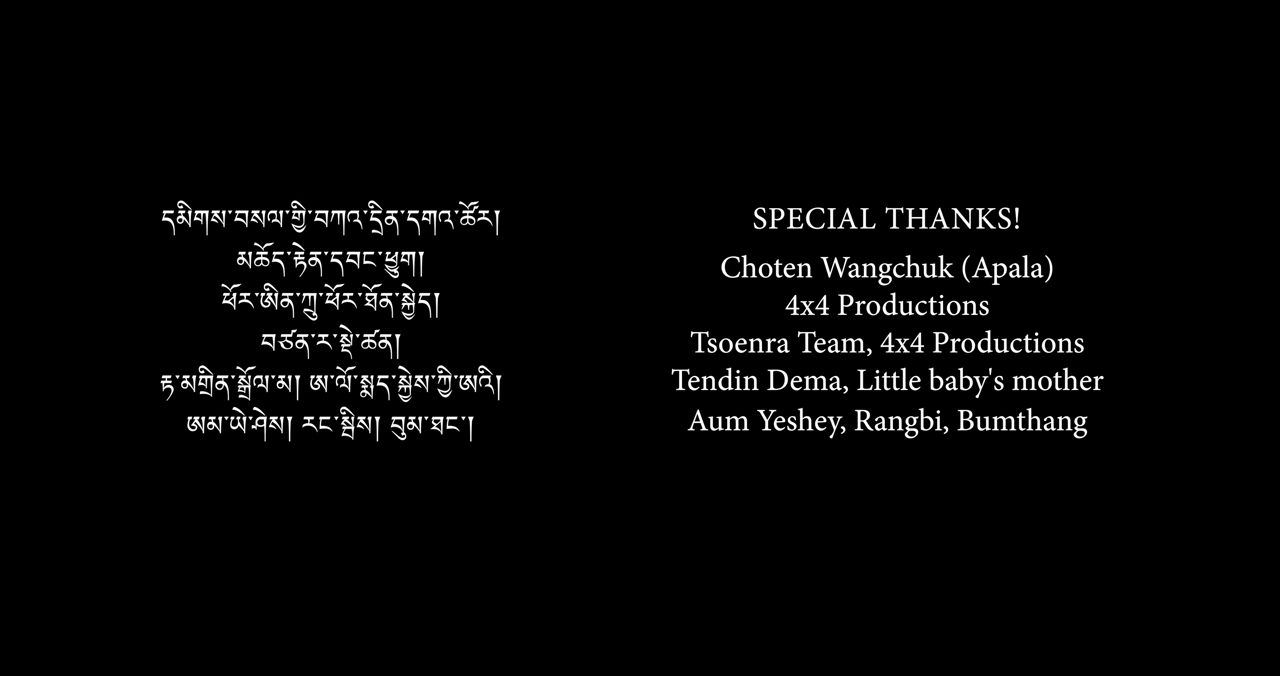 དམིགས་བསལ་གྱི་བཀའ་དྲིན་དགའ་ཚོར།
མཆོད་རྟེན་དབང་ཕྱུག།
ཕོར་ཨིན་ཀྲུ་ཕོར་ཐོན་སྐྱེད།
བཙན་ར་སྡེ་ཚན།
རྟ་མགྲིན་སྒྲོལ་མ། ཨ་ལོ་སྨད་སྐྱེས་ཀྱི་ཨའི།
ཨམ་ཡེ་ཤེས། རང་སྦིས། བུམ་ཐང་།
SPECIAL THANKS!
Choten Wangchuk (Apala)
4x4 Productions
Tsoenra Team, 4x4 Productions
Tendin Dema, Little baby's mother
Aum Yeshey, Rangbi, Bumthang